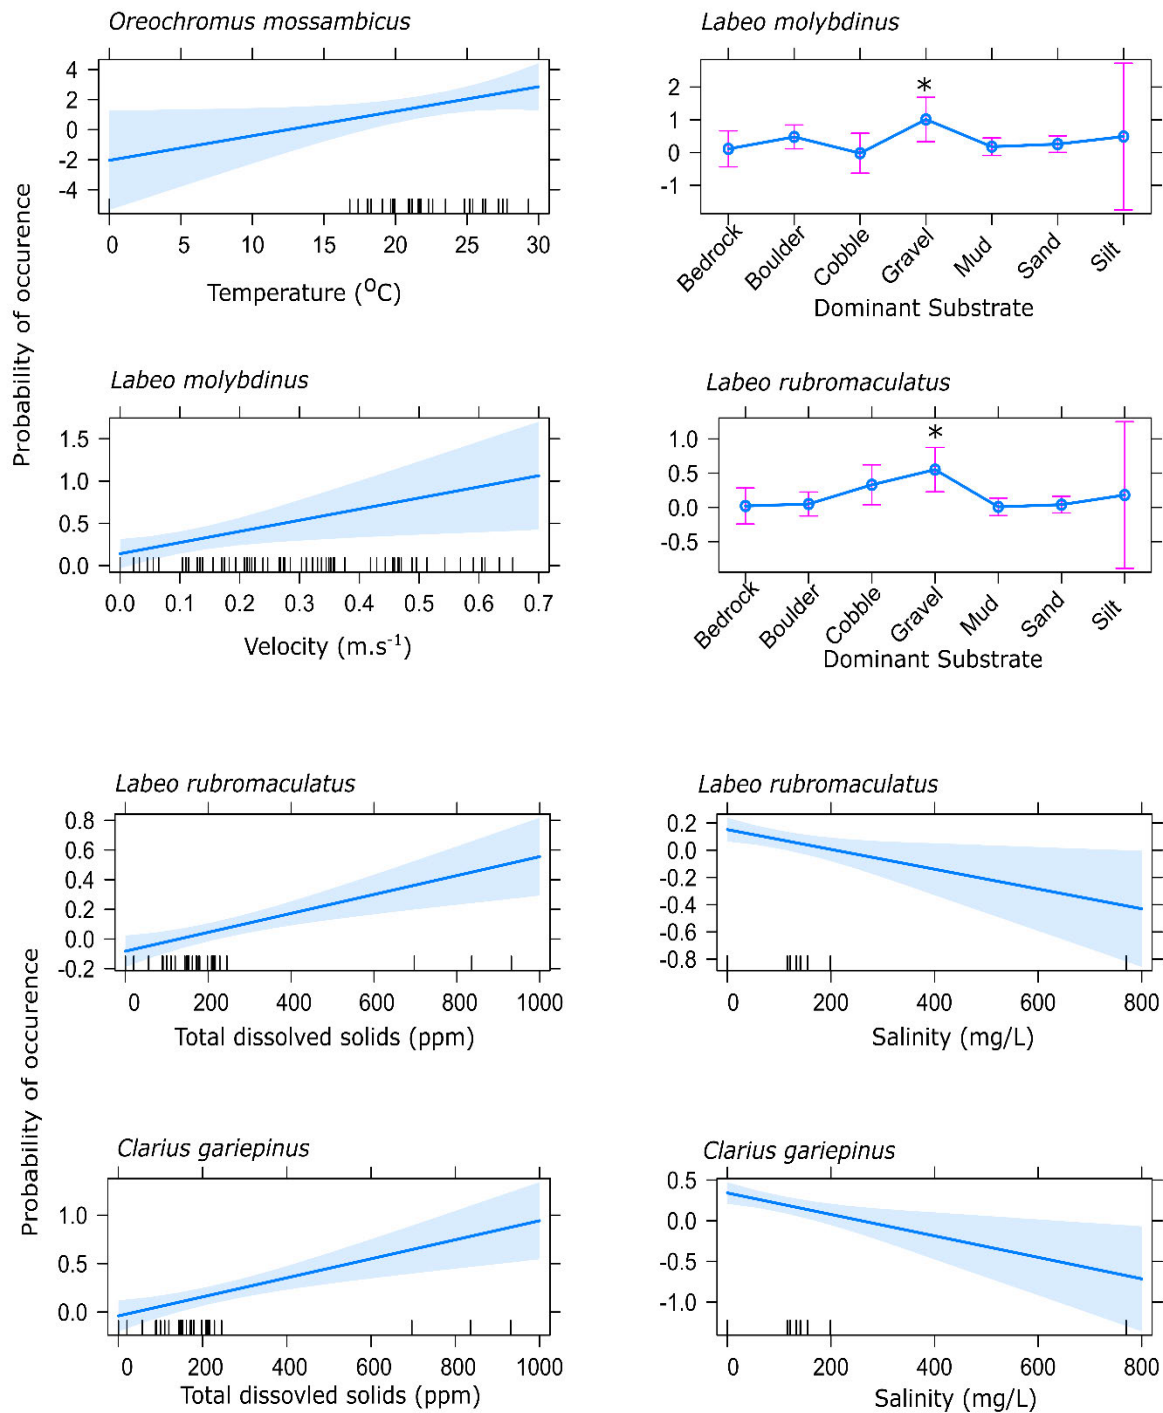 Oreochromus mossambicus
4
2
0
-2
-4
0 5 10 15 20 25 30
Temperature (⁰C)
Labeo molybdinus
2
1
0
-1
Bedrock Boulder Cobble Gravel Mud Sand Silt
*
Dominant Substrate
Probability of occurence
Labeo molybdinus
1.5
1.0
0.5
0.0
0.0 0.1 0.2 0.3 0.4 0.5 0.6 0.7
Velocity (m.s⁻¹)
Labeo rubromaculatus
1.0
0.5
0.0
-0.5
Bedrock Boulder Cobble Gravel Mud Sand Silt
*
Dominant Substrate
Labeo rubromaculatus
0.8
0.6
0.4
0.2
0.0
-0.2
0 200 400 600 800 1000
Total dissolved solids (ppm)
Labeo rubromaculatus
0.2
0.0
-0.2
-0.4
-0.6
-0.8
0 200 400 600 800
Salinity (mg/L)
Probability of occurence
Clarius gariepinus
1.0
0.5
0.0
0 200 400 600 800 1000
Total dissovled solids (ppm)
Clarius gariepinus
0.5
0.0
-0.5
-1.0
0 200 400 600 800
Salinity (mg/L)